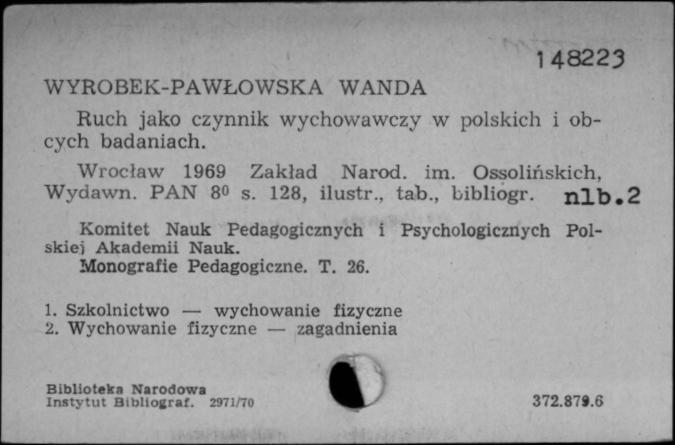 148223
WYROBEK-PAWŁOWSKA WANDA
Ruch jako czynnik wychowawczy w polskich i ob-
cych badaniach.
Wrocław 1969 Zakład Narod. im. Ossolińskich,
Wydawn. PAN 8⁰ s. 128, ilustr., tab., bibliogr. nlb.2
Komitet Nauk Pedagogicznych i Psychologicznych Pol-
skiej Akademii Nauk.
Monografie Pedagogiczne. T. 26.
1. Szkolnictwo — wychowanie fizyczne
2. Wychowanie fizyczne — zagadnienia
Biblioteka Narodowa
Instytut Bibliograf. 2971/70
372.879.6